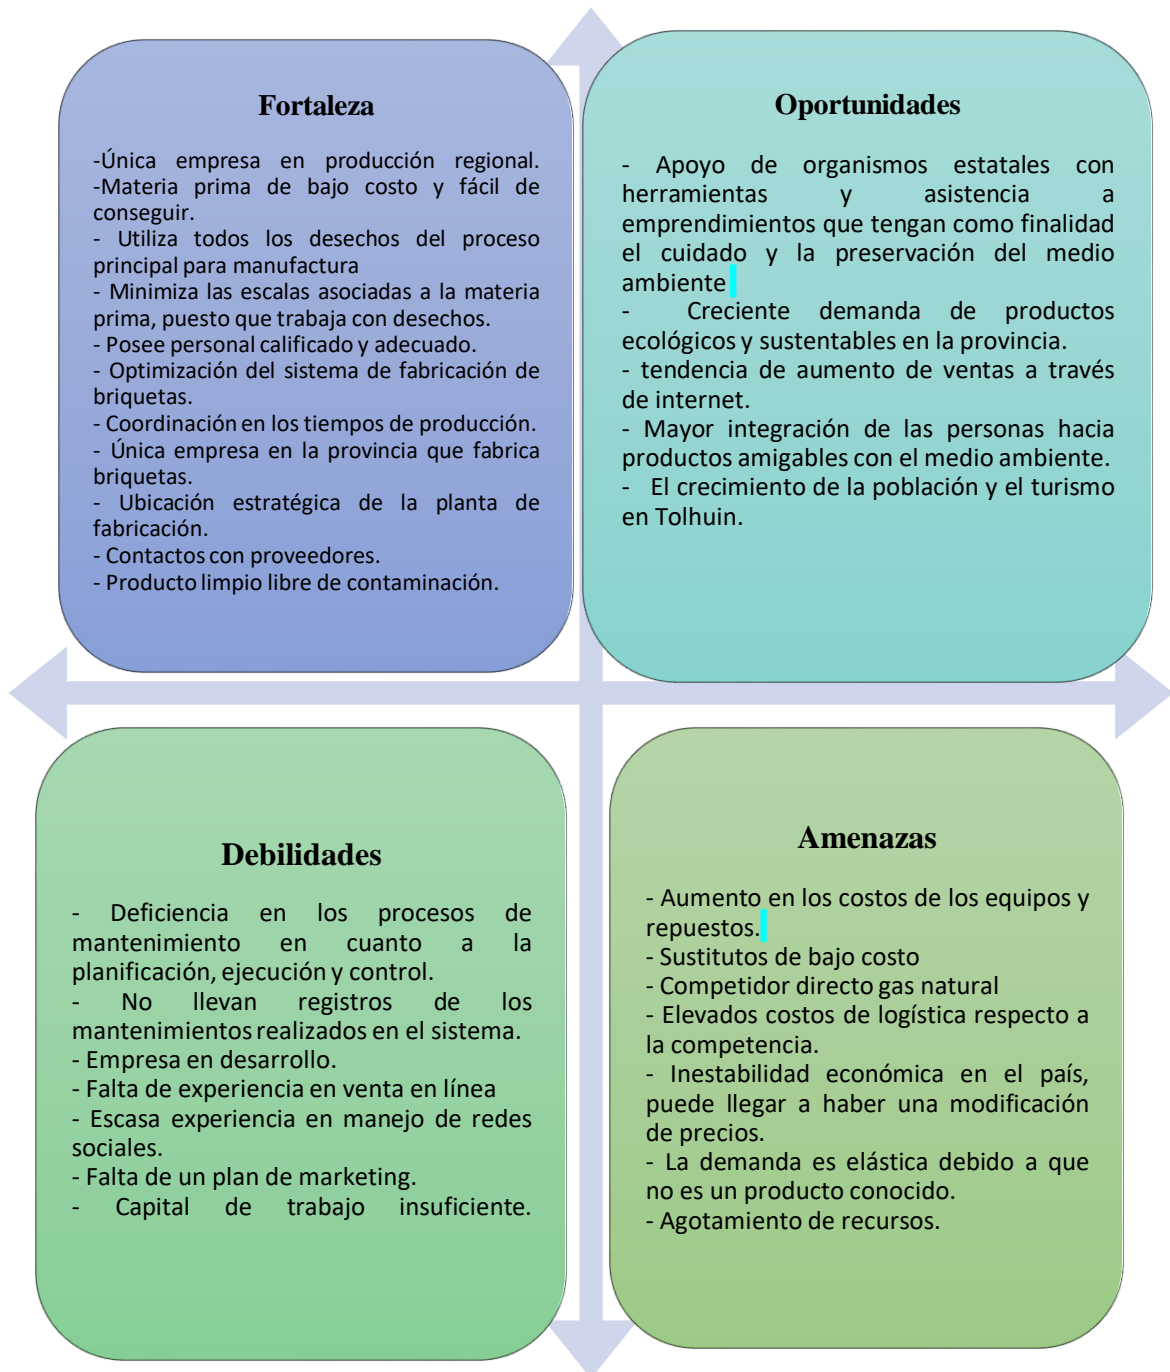 Fortaleza
-Única empresa en producción regional.
-Materia prima de bajo costo y fácil de
conseguir.
- Utiliza todos los desechos del proceso
principal para manufactura
- Minimiza las escalas asociadas a la materia
prima, puesto que trabaja con desechos.
- Posee personal calificado y adecuado.
- Optimización del sistema de fabricación de
briquetas.
- Coordinación en los tiempos de producción.
- Única empresa en la provincia que fabrica
briquetas.
- Ubicación estratégica de la planta de
fabricación.
- Contactos con proveedores.
- Producto limpio libre de contaminación.
Oportunidades
- Apoyo de organismos estatales con
herramientas y asistencia a
emprendimientos que tengan como finalidad
el cuidado y la preservación del medio
ambiente
- Creciente demanda de productos
ecológicos y sustentables en la provincia.
- tendencia de aumento de ventas a través
de internet.
- Mayor integración de las personas hacia
productos amigables con el medio ambiente.
- El crecimiento de la población y el turismo
en Tolhuin.
Debilidades
- Deficiencia en los procesos de
mantenimiento en cuanto a la
planificación, ejecución y control.
- No llevan registros de los
mantenimientos realizados en el sistema.
- Empresa en desarrollo.
- Falta de experiencia en venta en línea
- Escasa experiencia en manejo de redes
sociales.
- Falta de un plan de marketing.
- Capital de trabajo insuficiente.
Amenazas
- Aumento en los costos de los equipos y
repuestos.
- Sustitutos de bajo costo
- Competidor directo gas natural
- Elevados costos de logística respecto a
la competencia.
- Inestabilidad económica en el país,
puede llegar a haber una modificación
de precios.
- La demanda es elástica debido a que
no es un producto conocido.
- Agotamiento de recursos.